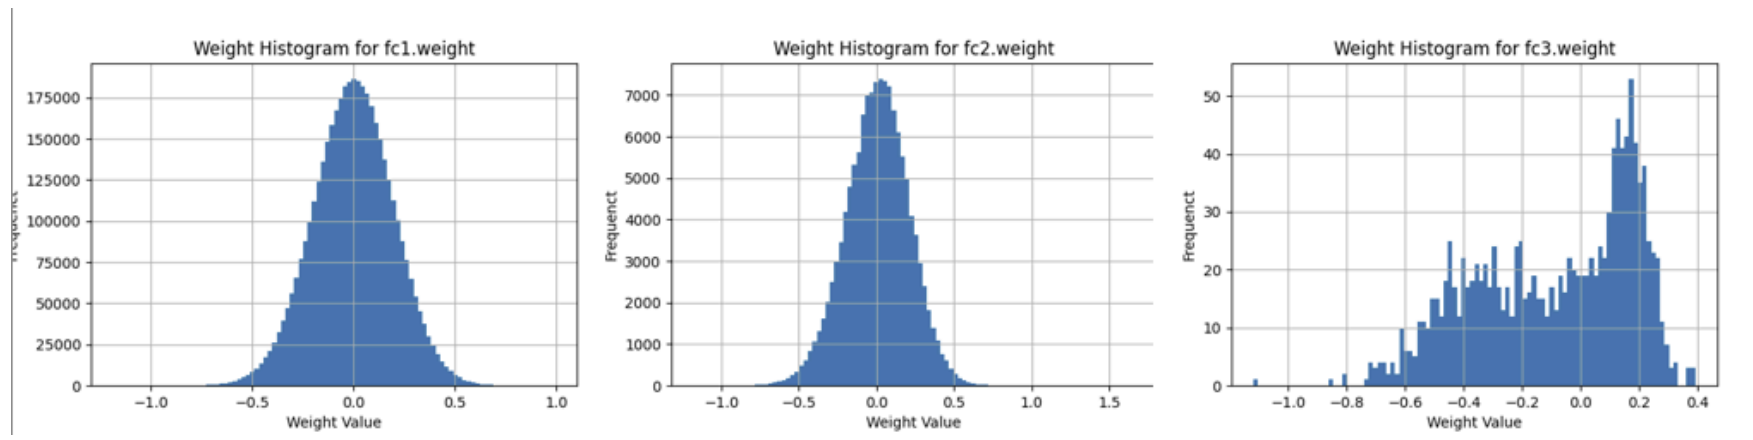 Weight Histogram for fc1.weight
175000
150000
125000
100000
75000
50000
25000
0
−1.0 −0.5 0.0 0.5 1.0
Weight Value
Weight Histogram for fc2.weight
Frequenct
7000
6000
5000
4000
3000
2000
1000
0
−1.0 −0.5 0.0 0.5 1.0 1.5
Weight Value
Weight Histogram for fc3.weight
Frequenct
50
40
30
20
10
0
−1.0 −0.8 −0.6 −0.4 −0.2 0.0 0.2 0.4
Weight Value